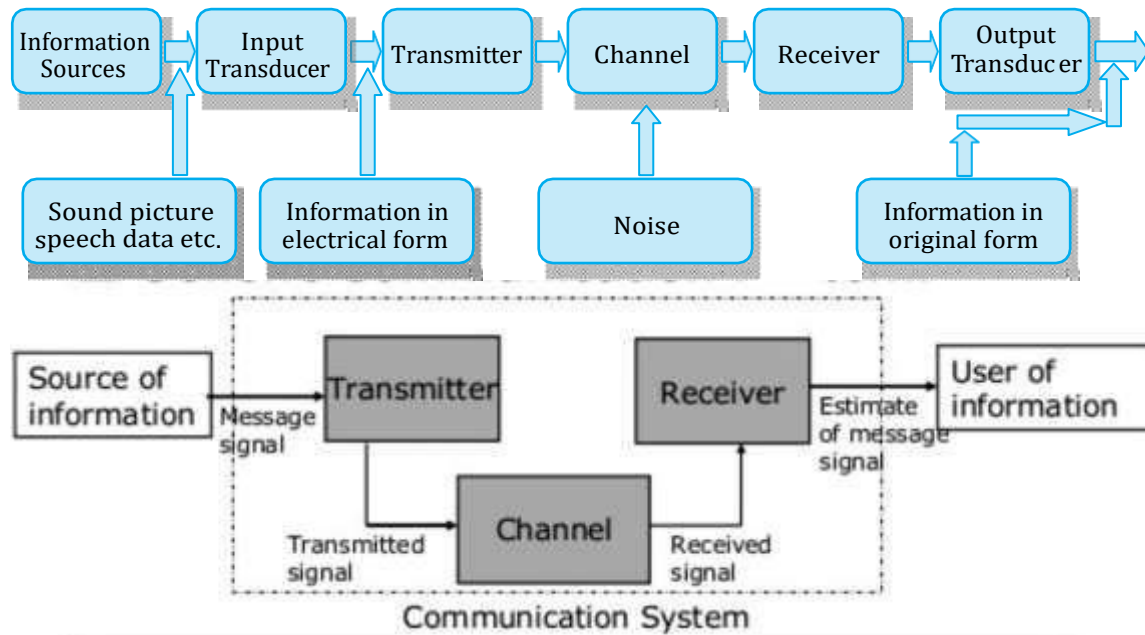 Information
Sources
Input
Transducer
Transmitter
Channel
Receiver
Output
Transducer
Sound picture
speech data etc.
Information in
electrical form
Noise
Information in
original form
Source of
information
Message
signal
Transmitter
Transmitted
signal
Channel
Received
signal
Receiver
Estimate
of message
signal
User of
information
Communication System